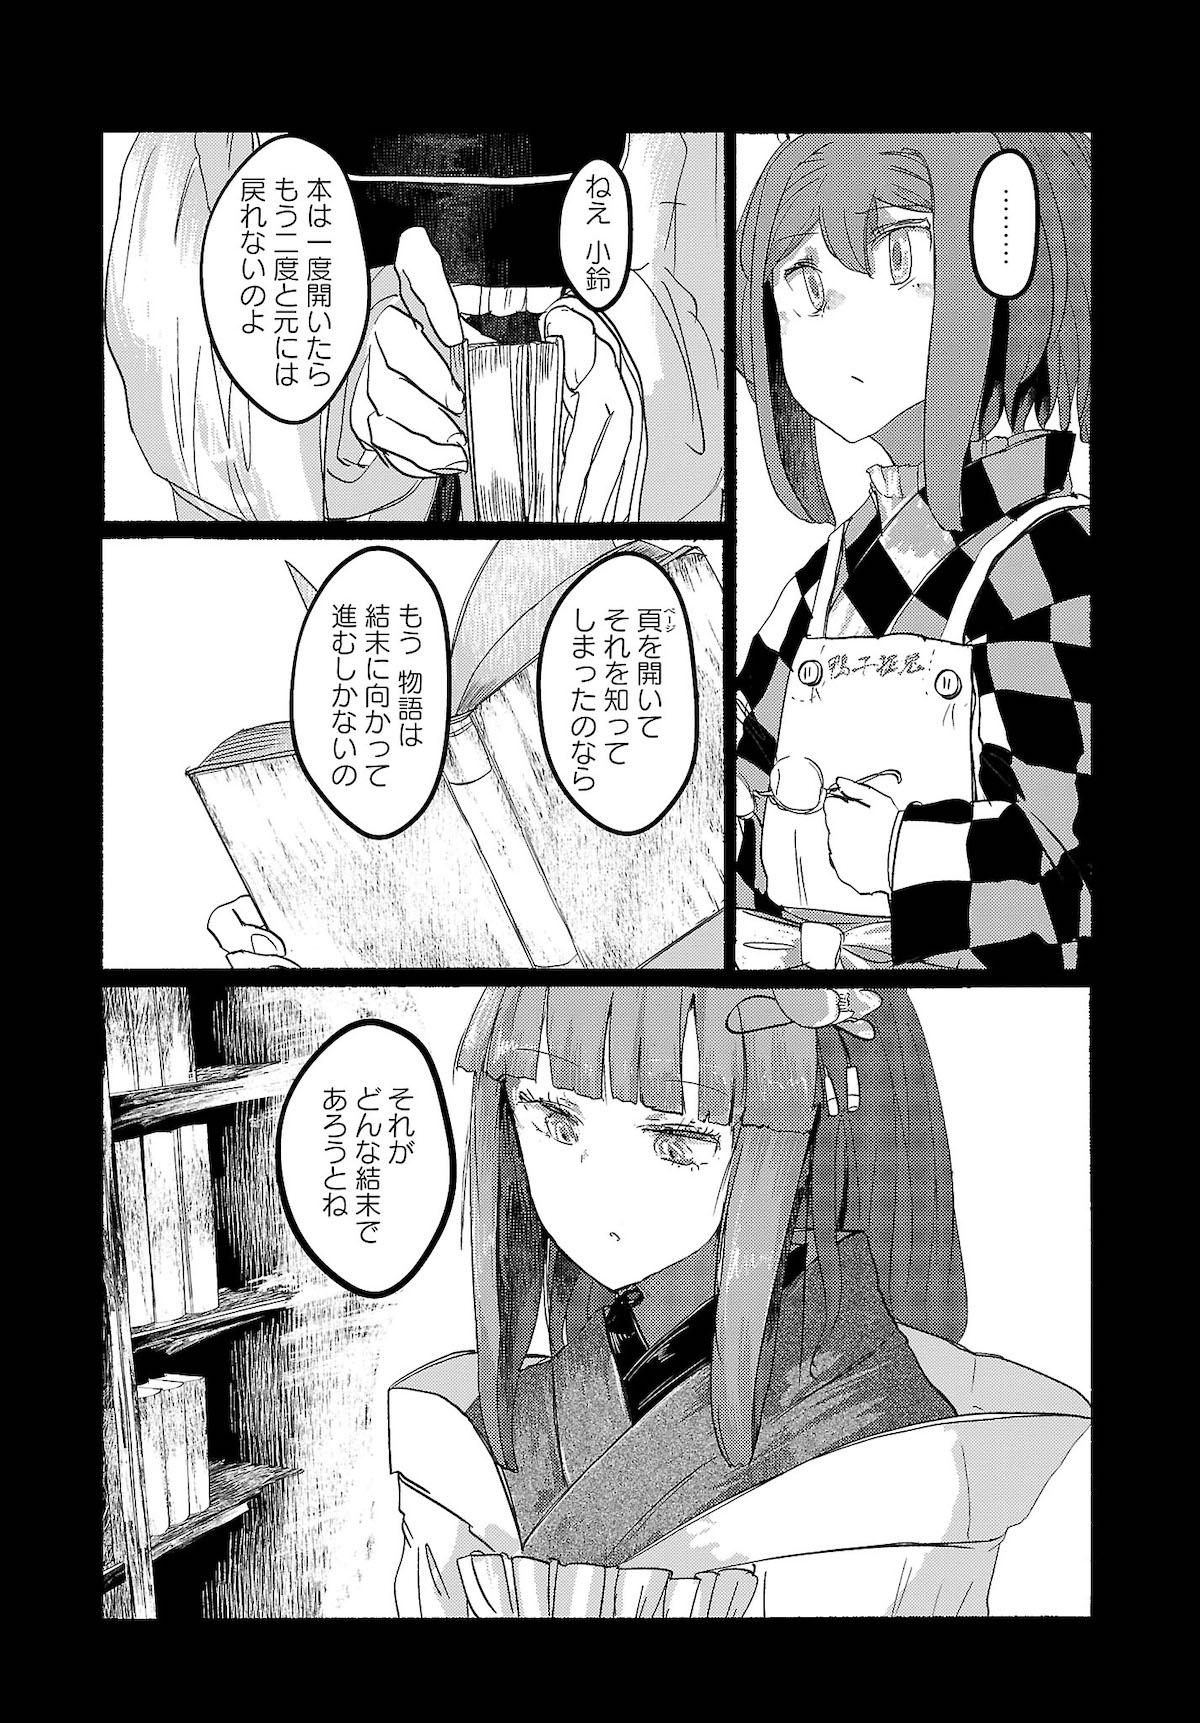 ………
ねえ 小鈴
本は一度開いたら
もう二度と元には
戻れないのよ
頁を開いて
ページ
それを知って
しまったのなら
もう 物語は
結末に向かって
進むしかないの
それが
どんな結末で
あろうとね